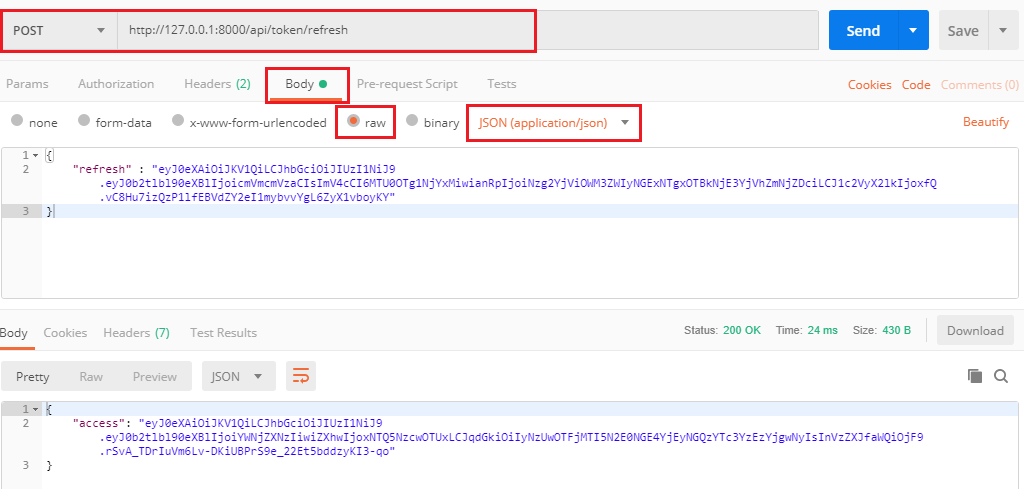 POST http://127.0.0.1:8000/api/token/refresh Send Save
Params Authorization Headers (2) Body Pre-request Script Tests Cookies Code Comments (0)
none form-data x-www-form-urlencoded raw binary JSON (application/json) Beautify
1 {
2 "refresh" : "eyJ0eXAiOiJKV1QiLCJhbGciOiJIUzI1NiJ9
.eyJ0b2tlbl90eXBlIjoicmVmcmVzaCIsImV4cCI6MTU0OTg1NjYxMiwianRpIjoiNzg2YjViOWM3ZWIyNGExNTgxOTBkNjE3YjVhZmNjZDciLCJ1c2VyX2lkIjoxfQ
.vC8Hu7izQzP1lfEBVdZY2eI1mybvvYgL6ZyX1vboyKY"
3 }
Body Cookies Headers (7) Test Results Status: 200 OK Time: 24 ms Size: 430 B Download
Pretty Raw Preview JSON
1 {
2 "access": "eyJ0eXAiOiJKV1QiLCJhbGciOiJIUzI1NiJ9
.eyJ0b2tlbl90eXBlIjoiYWNjZXNzIiwiZXhwIjoxNTQ5NzcwOTUxLCJqdGkiOiIyNzUwOTFjMTI5N2E0NGE4YjEyNGQzYTc3YzEzYjgwNyIsInVzZXJfaWQiOjF9
.rSvA_TDrIuVm6Lv-DKiUBPrS9e_22Et5bddzyKI3-qo"
3 }